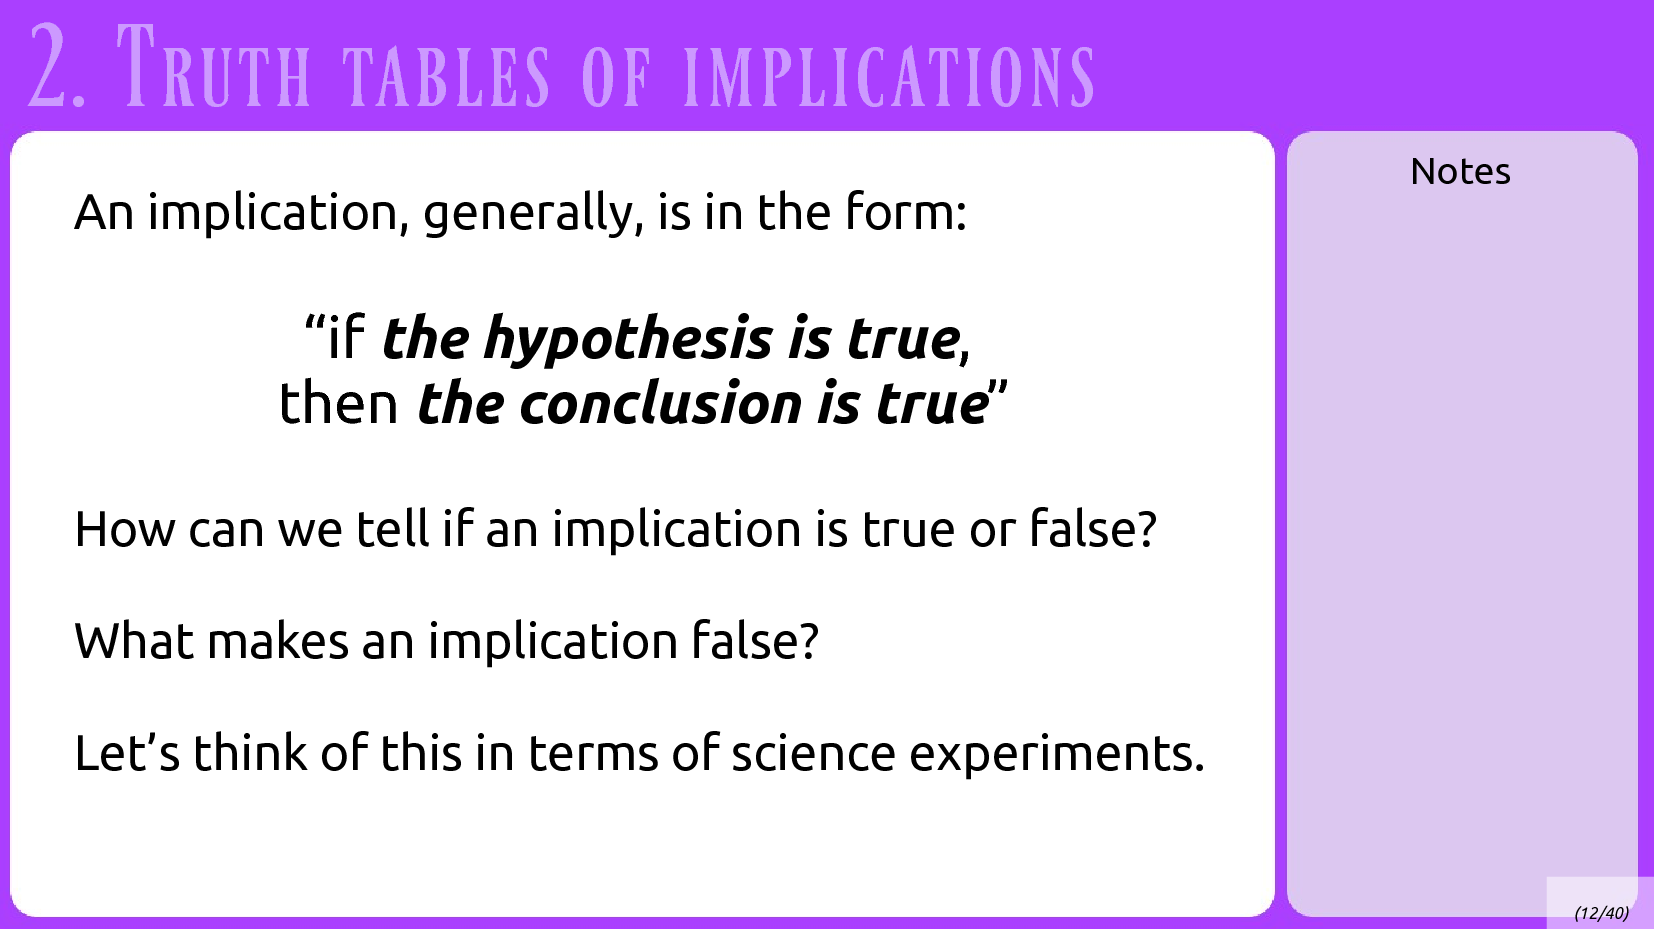 2. Truth tables of implications
An implication, generally, is in the form:
“if the hypothesis is true,
then the conclusion is true”
How can we tell if an implication is true or false?
What makes an implication false?
Let’s think of this in terms of science experiments.
Notes
(12/40)